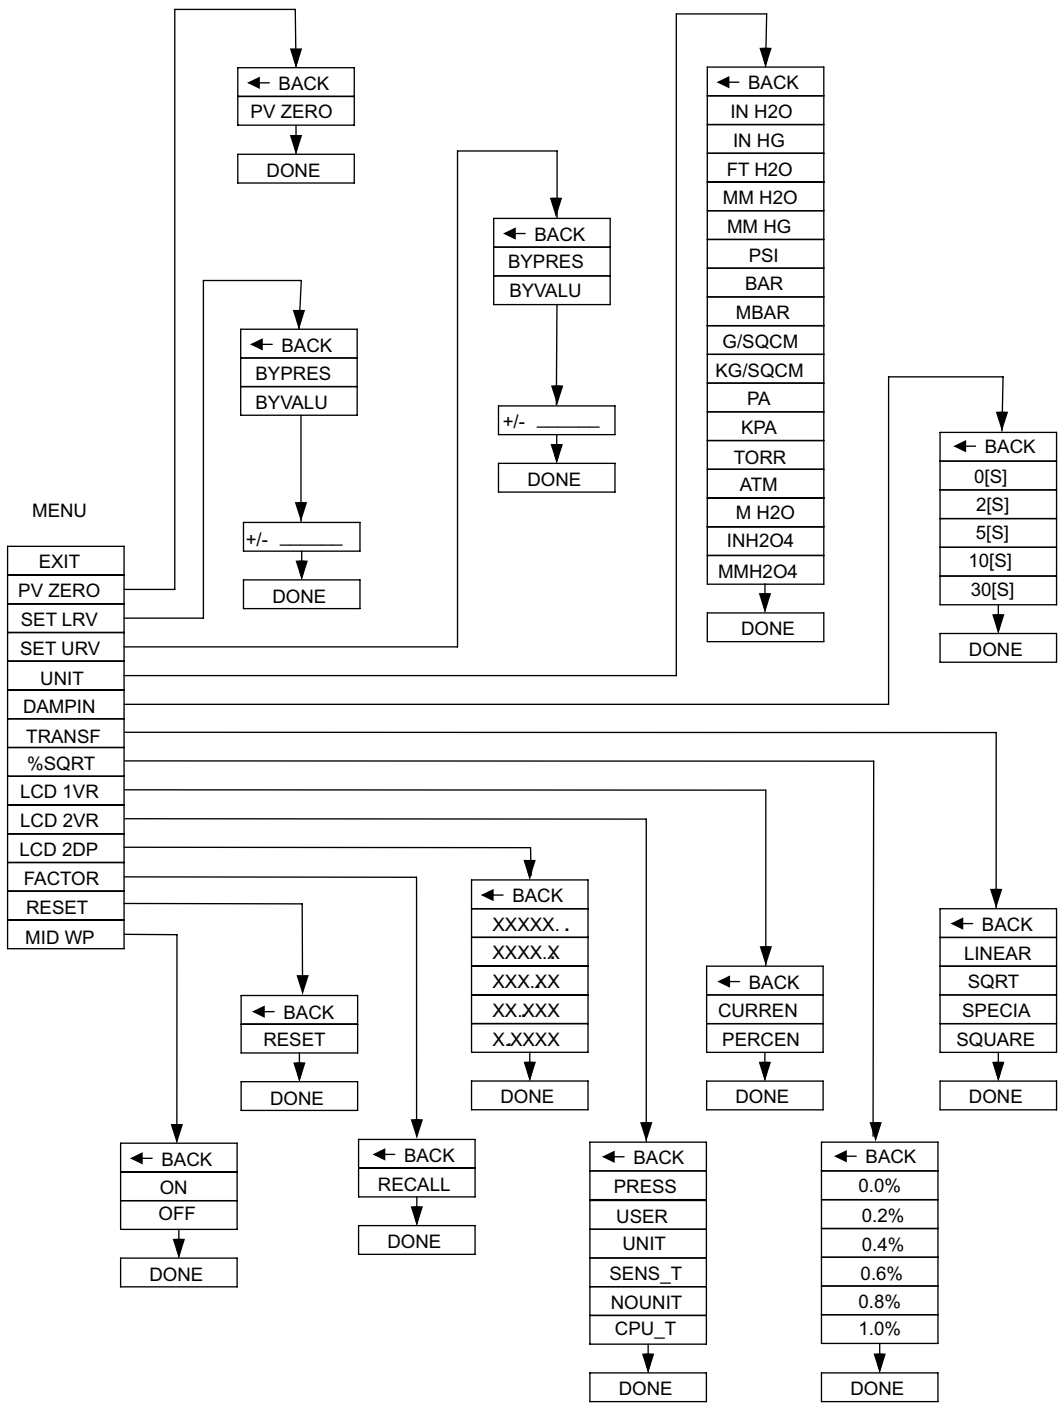 ← BACK
PV ZERO
DONE
← BACK
BYPRES
BYVALU
+/- _______
DONE
← BACK
BYPRES
BYVALU
+/- _______
DONE
← BACK
IN H2O
IN HG
FT H2O
MM H2O
MM HG
PSI
BAR
MBAR
G/SQCM
KG/SQCM
PA
KPA
TORR
ATM
M H2O
INH2O4
MMH2O4
DONE
← BACK
0[S]
2[S]
5[S]
10[S]
30[S]
DONE
MENU
EXIT
PV ZERO
SET LRV
SET URV
UNIT
DAMPIN
TRANSF
%SQRT
LCD 1VR
LCD 2VR
LCD 2DP
FACTOR
RESET
MID WP
← BACK
ON
OFF
DONE
← BACK
RESET
DONE
← BACK
RECALL
DONE
← BACK
XXXXX. .
XXXX.X
XXX.XX
XX.XXX
X.XXXX
DONE
← BACK
PRESS
USER
UNIT
SENS_T
NOUNIT
CPU_T
DONE
← BACK
CURREN
PERCEN
DONE
← BACK
0.0%
0.2%
0.4%
0.6%
0.8%
1.0%
DONE
← BACK
LINEAR
SQRT
SPECIA
SQUARE
DONE